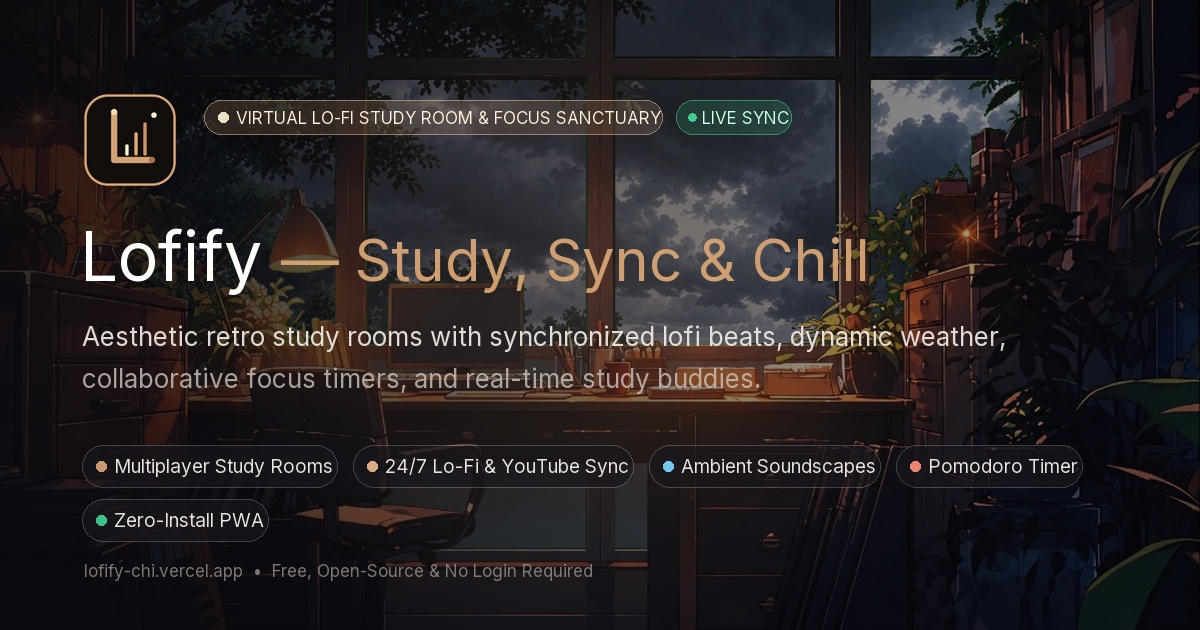 VIRTUAL LO-FI STUDY ROOM & FOCUS SANCTUARY
LIVE SYNC
Lofify — Study, Sync & Chill
Aesthetic retro study rooms with synchronized lofi beats, dynamic weather,
collaborative focus timers, and real-time study buddies.
Multiplayer Study Rooms
24/7 Lo-Fi & YouTube Sync
Ambient Soundscapes
Pomodoro Timer
Zero-Install PWA
lofify-chi.vercel.app • Free, Open-Source & No Login Required